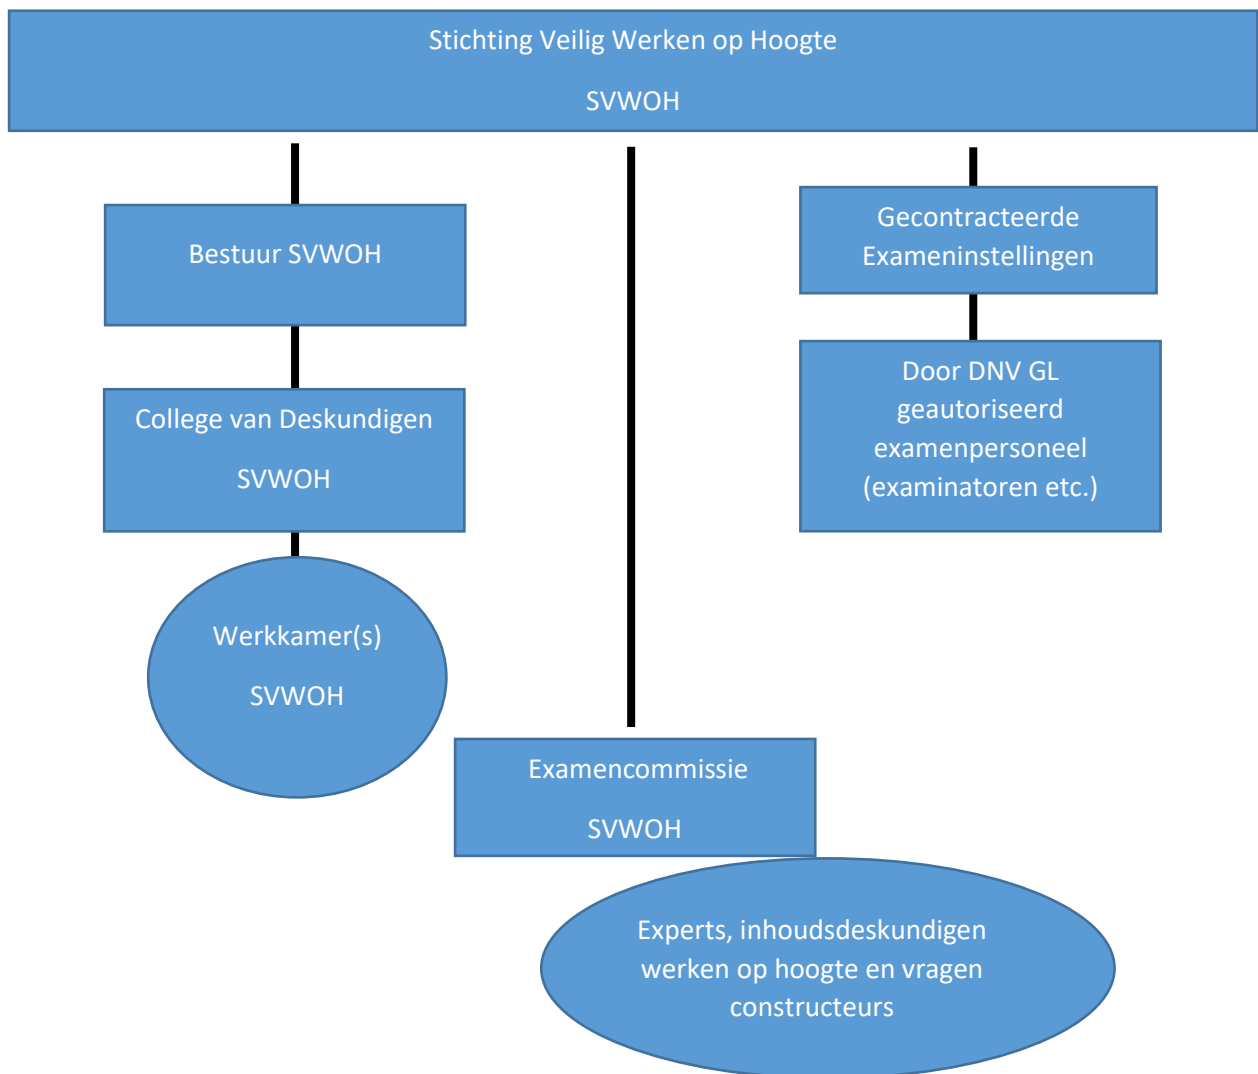 Stichting Veilig Werken op Hoogte
SVWOH
Bestuur SVWOH
College van Deskundigen
SVWOH
Werkkamer(s)
SVWOH
Examencommissie
SVWOH
Experts, inhoudsdeskundigen
werken op hoogte en vragen
constructeurs
Gecontracteerde
Exameninstellingen
Door DNV GL
geautoriseerd
examenpersoneel
(examinatoren etc.)